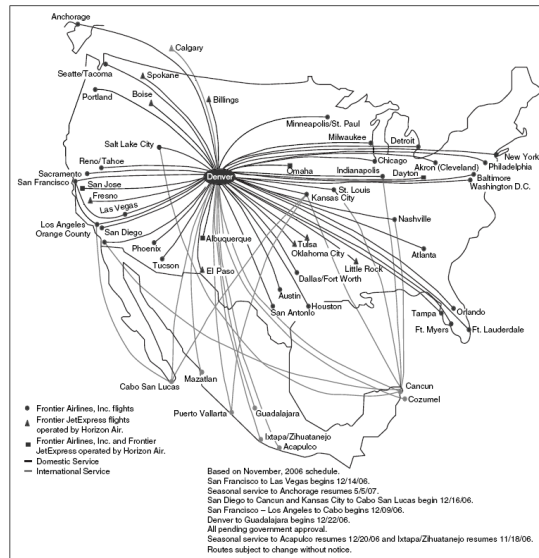 Anchorage
Calgary
Seatte/Tacoma
Spokane
Portland
Boise
Billings
Minneapolis/St. Paul
Salt Lake City
Milwaukee
Detroit
New York
Chicago
Akron (Cleveland)
Philadelphia
Reno/Tahoe
Sacramento
San Francisco
Denver
Omaha
Indianapolis
Dayton
Baltimore
Washington D.C.
San Jose
Fresno
St. Louis
Kansas City
Las Vegas
Los Angeles
Orange County
San Diego
Nashville
Phoenix
Albuquerque
Tulsa
Oklahoma City
Atlanta
Tucson
El Paso
Little Rock
Dallas/Fort Worth
Austin
San Antonio
Houston
Tampa
Orlando
Ft. Myers
Ft. Lauderdale
Cabo San Lucas
Mazatlan
Cancun
Cozumel
Puerto Vallarta
Guadalajara
Ixtapa/Zihuatanejo
Acapulco
Frontier Airlines, Inc. flights
Frontier JetExpress flights
operated by Horizon Air.
Frontier Airlines, Inc. and Frontier
JetExpress operated by Horizon Air.
Domestic Service
International Service
Based on November, 2006 schedule.
San Francisco to Las Vegas begins 12/14/06.
Seasonal service to Anchorage resumes 5/5/07.
San Diego to Cancun and Kansas City to Cabo San Lucas begin 12/16/06.
San Francisco – Los Angeles to Cabo begins 12/09/06.
Denver to Guadalajara begins 12/22/06.
All pending government approval.
Seasonal service to Acapulco resumes 12/20/06 and Ixtapa/Zihuatanejo resumes 11/18/06.
Routes subject to change without notice.